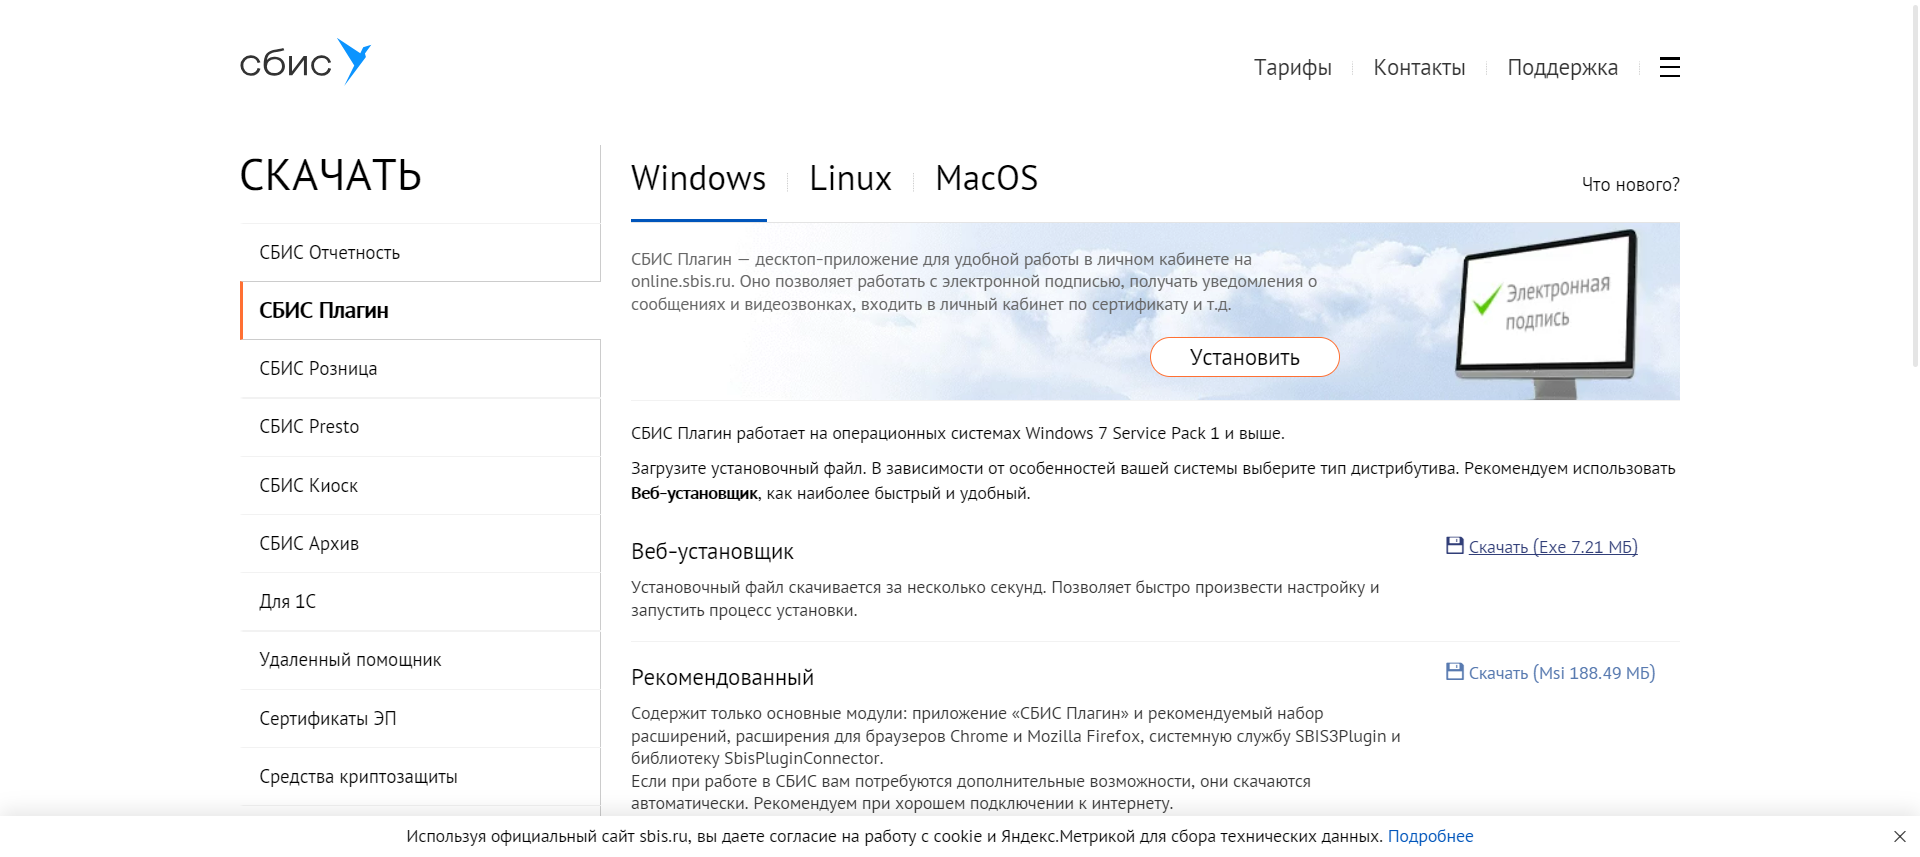 сбис
Тарифы
Контакты
Поддержка
СКАЧАТЬ
СБИС Отчетность
СБИС Плагин
СБИС Розница
СБИС Presto
СБИС Киоск
СБИС Архив
Для 1С
Удаленный помощник
Сертификаты ЭП
Средства криптозащиты
Windows
Linux
MacOS
Что нового?
СБИС Плагин — десктоп-приложение для удобной работы в личном кабинете на
online.sbis.ru. Оно позволяет работать с электронной подписью, получать уведомления о
сообщениях и видеозвонках, входить в личный кабинет по сертификату и т.д.
Установить
Электронная
подпись
СБИС Плагин работает на операционных системах Windows 7 Service Pack 1 и выше.
Загрузите установочный файл. В зависимости от особенностей вашей системы выберите тип дистрибутива. Рекомендуем использовать
Веб-установщик, как наиболее быстрый и удобный.
Веб-установщик
Скачать (Exe 7.21 МБ)
Установочный файл скачивается за несколько секунд. Позволяет быстро произвести настройку и
запустить процесс установки.
Рекомендованный
Скачать (Msi 188.49 МБ)
Содержит только основные модули: приложение «СБИС Плагин» и рекомендуемый набор
расширений, расширения для браузеров Chrome и Mozilla Firefox, системную службу SBIS3Plugin и
библиотеку SbisPluginConnector.
Если при работе в СБИС вам потребуются дополнительные возможности, они скачаются
автоматически. Рекомендуем при хорошем подключении к интернету.
Используя официальный сайт sbis.ru, вы даете согласие на работу с cookie и Яндекс.Метрикой для сбора технических данных. Подробнее